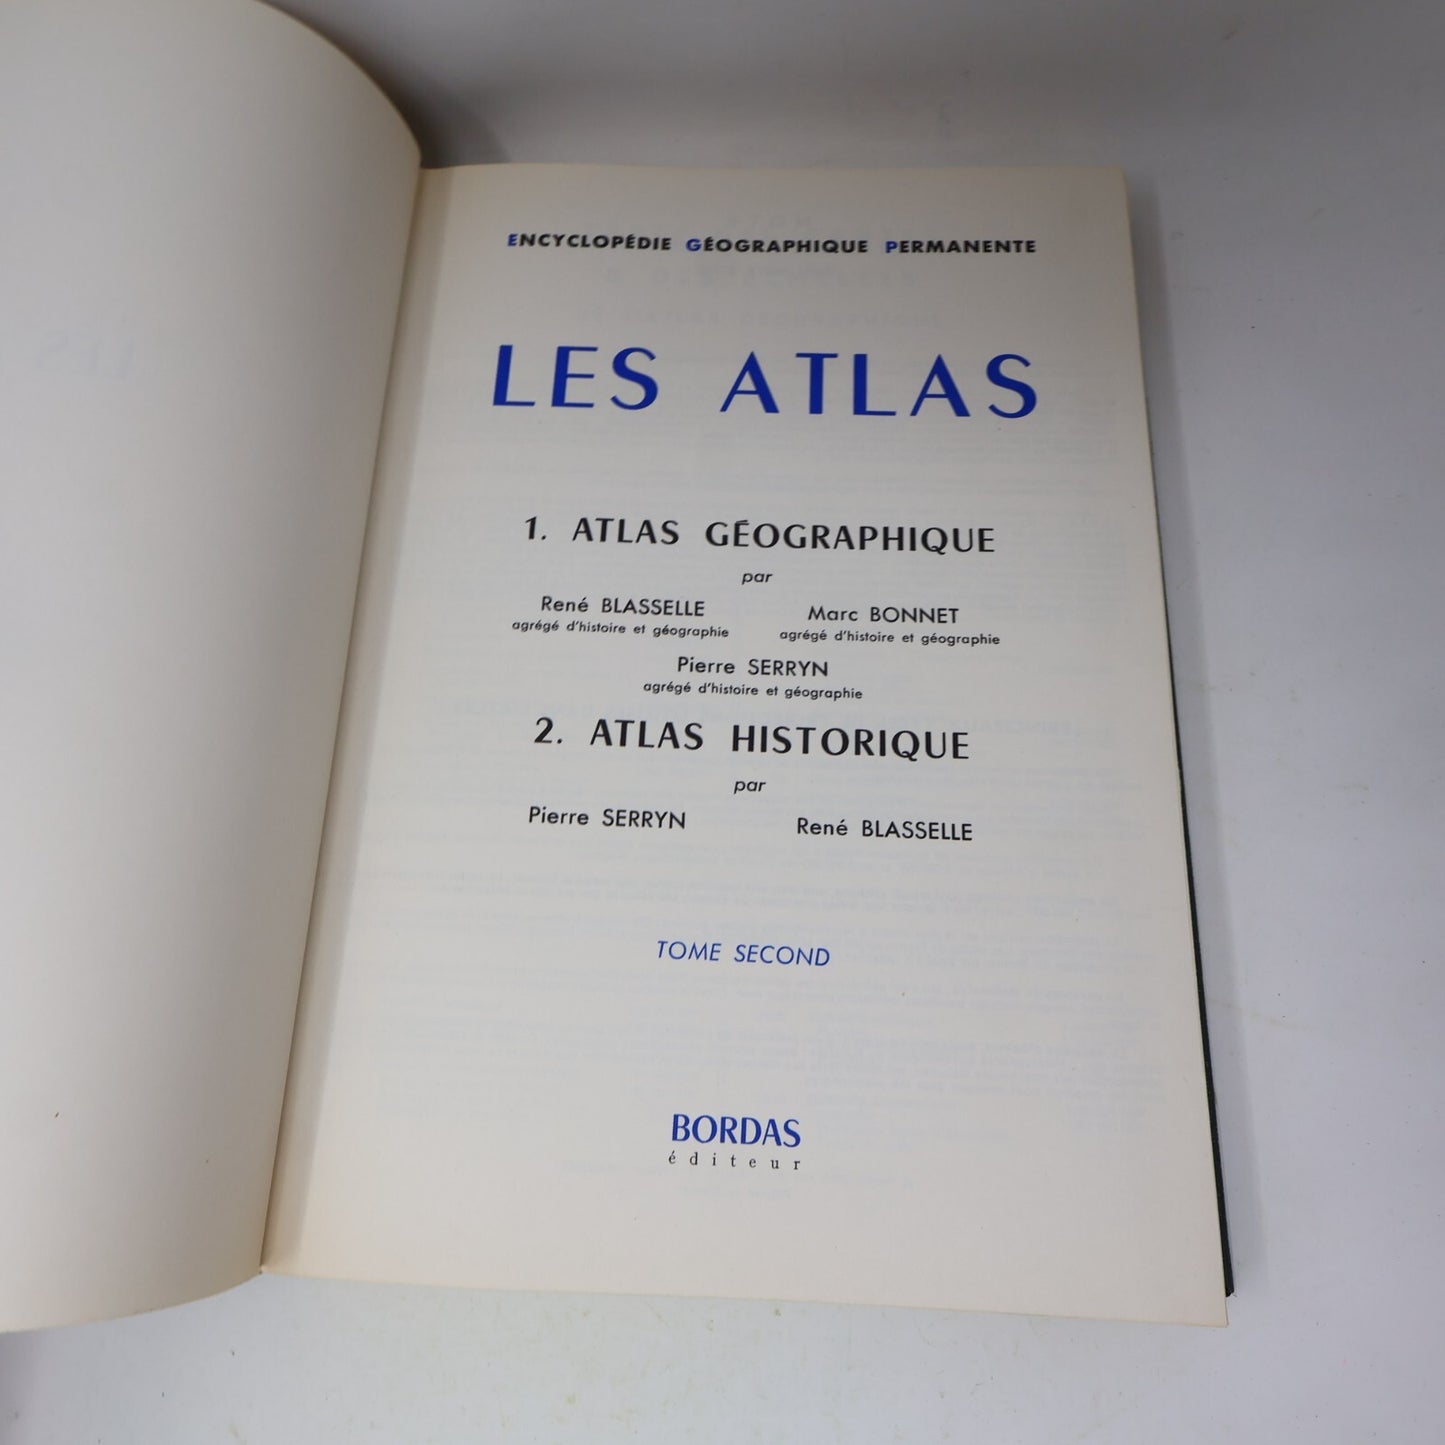 ENCYCLOPÉDIE GÉOGRAPHIQUE PERMANENTE
LES ATLAS
1. ATLAS GÉOGRAPHIQUE
par
René BLASSELLE Marc BONNET
agrégé d'histoire et géographie agrégé d'histoire et géographie
Pierre SERRYN
agrégé d'histoire et géographie
2. ATLAS HISTORIQUE
par
Pierre SERRYN René BLASSELLE
TOME SECOND
BORDAS
éditeur